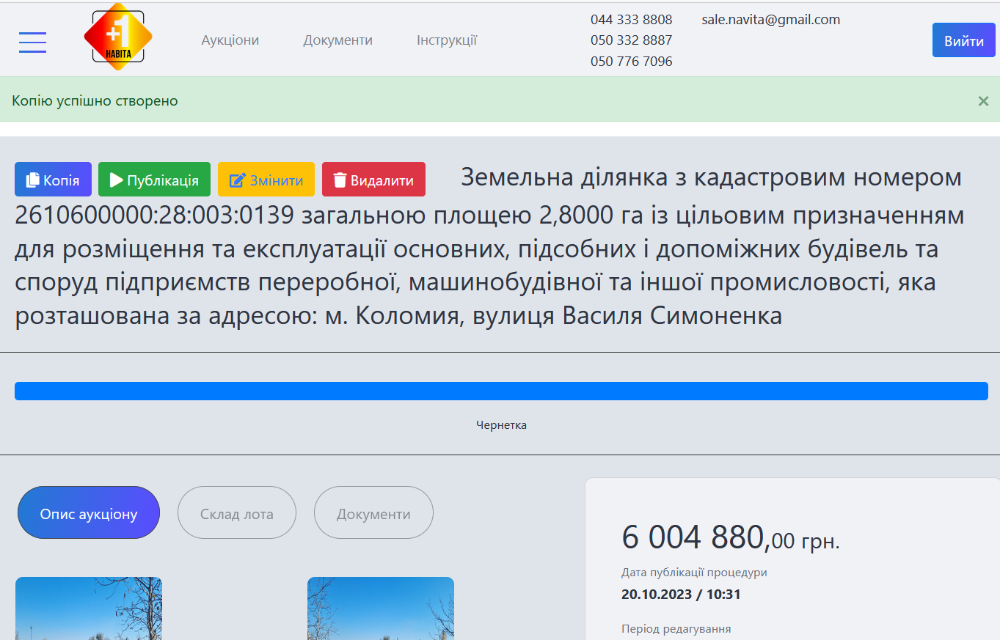 +1
НАВІТА
Аукціони
Документи
Інструкції
044 333 8808
050 332 8887
050 776 7096
sale.navita@gmail.com
Вийти
Копію успішно створено
×
Копія
Публікація
Змінити
Видалити
Земельна ділянка з кадастровим номером
2610600000:28:003:0139 загальною площею 2,8000 га із цільовим призначенням
для розміщення та експлуатації основних, підсобних і допоміжних будівель та
споруд підприємств переробної, машинобудівної та іншої промисловості, яка
розташована за адресою: м. Коломия, вулиця Василя Симоненка
Чернетка
Опис аукціону
Склад лота
Документи
6 004 880,00 грн.
Дата публікації процедури
20.10.2023 / 10:31
Період редагування